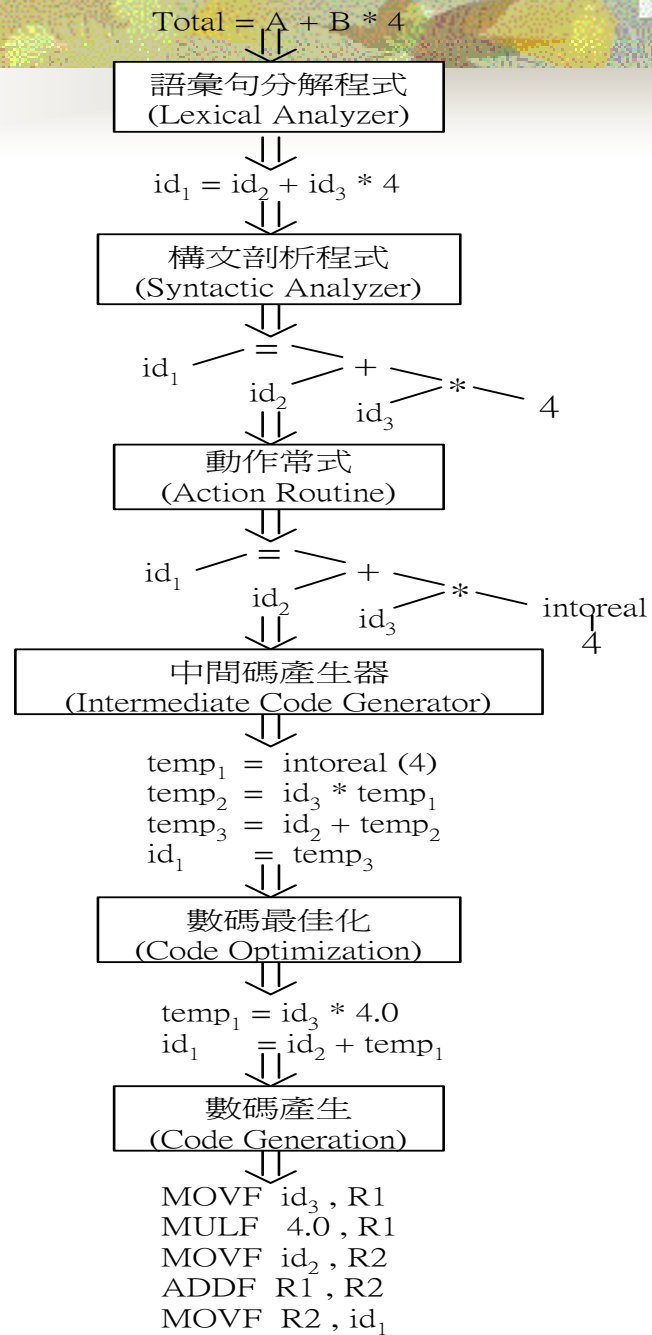 Total = A + B * 4
語彙句分解程式
(Lexical Analyzer)
id₁ = id₂ + id₃ * 4
構文剖析程式
(Syntactic Analyzer)
=
id₁ +
id₂ *
id₃ 4
動作常式
(Action Routine)
=
id₁ +
id₂ * intoreal
id₃ 4
中間碼產生器
(Intermediate Code Generator)
temp₁ = intoreal (4)
temp₂ = id₃ * temp₁
temp₃ = id₂ + temp₂
id₁ = temp₃
數碼最佳化
(Code Optimization)
temp₁ = id₃ * 4.0
id₁ = id₂ + temp₁
數碼產生
(Code Generation)
MOVF id₃ , R1
MULF 4.0 , R1
MOVF id₂ , R2
ADDF R1 , R2
MOVF R2 , id₁